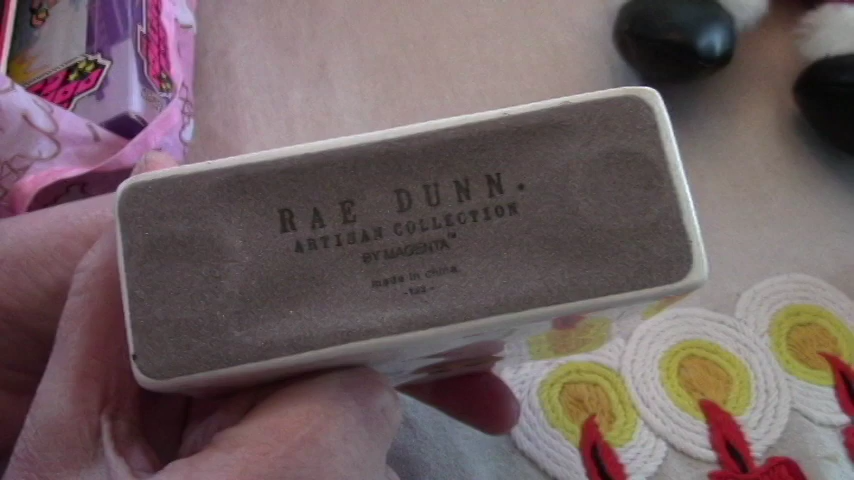 RAE DUNN.
ARTISAN COLLECTION
BY MAGENTA™
made in china.